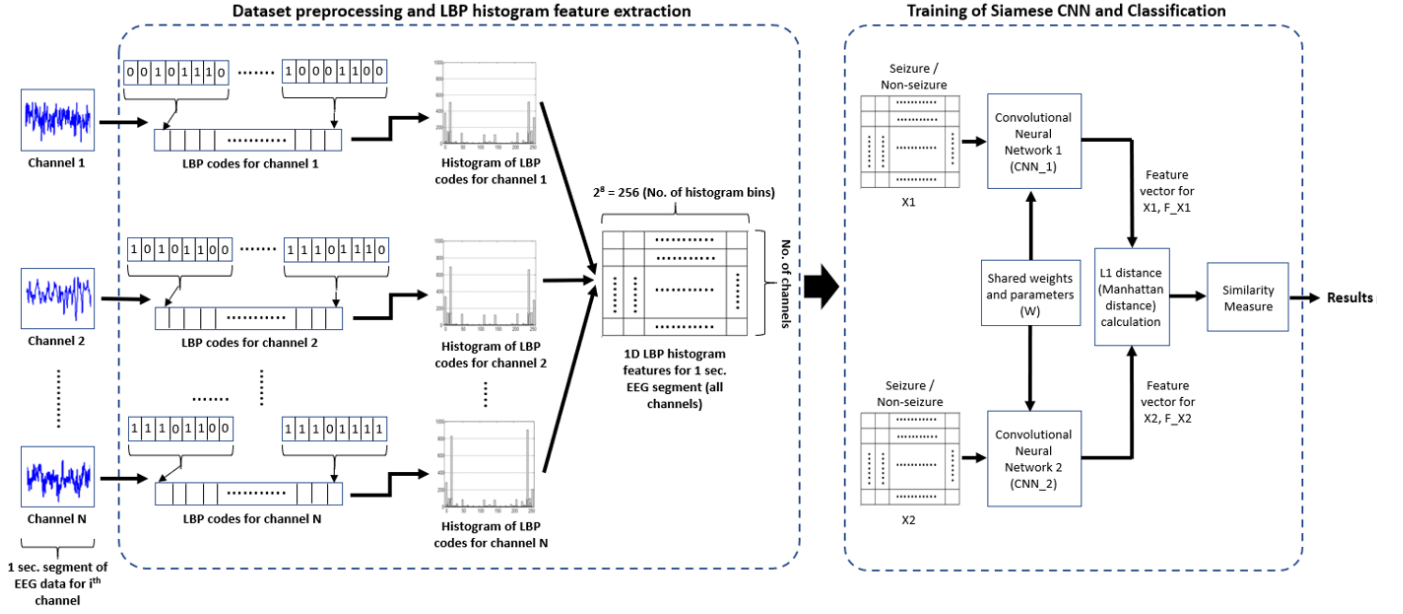 Dataset preprocessing and LBP histogram feature extraction
0 0 1 0 1 1 1 0 ....... 1 0 0 0 1 1 0 0
Channel 1
LBP codes for channel 1
Histogram of LBP
codes for channel 1
1 0 1 0 1 1 0 0 ....... 1 1 1 0 1 1 1 0
Channel 2
LBP codes for channel 2
Histogram of LBP
codes for channel 2
1 1 1 0 1 1 0 0 ....... 1 1 1 0 1 1 1 1
Channel N
LBP codes for channel N
Histogram of LBP
codes for channel N
1 sec. segment of
EEG data for iᵗʰ
channel
2⁸ = 256 (No. of histogram bins)
No. of channels
1D LBP histogram
features for 1 sec.
EEG segment (all
channels)
Training of Siamese CNN and Classification
Seizure /
Non-seizure
X1
Convolutional
Neural
Network 1
(CNN_1)
Feature
vector for
X1, F_X1
Shared weights
and parameters
(W)
L1 distance
(Manhattan
distance)
calculation
Similarity
Measure
Results
Seizure /
Non-seizure
X2
Convolutional
Neural
Network 2
(CNN_2)
Feature
vector for
X2, F_X2